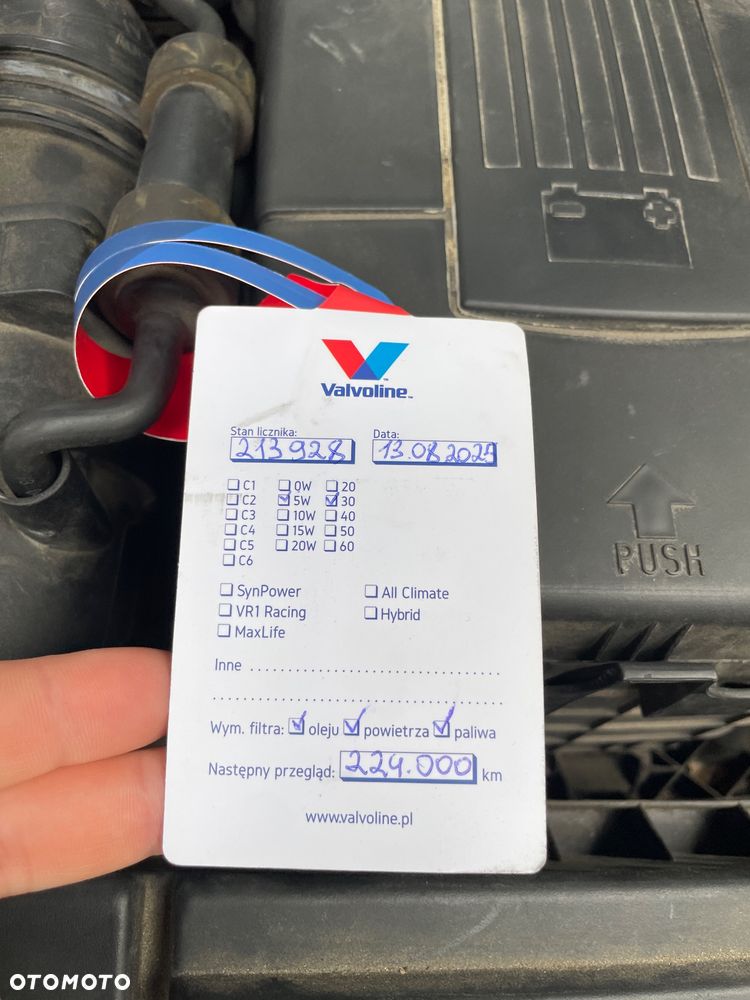 Valvoline™
Stan licznika: Data:
213928 13.08.2025
C1 0W 20
C2 5W 30
C3 10W 40
C4 15W 50
C5 20W 60
C6
SynPower All Climate
VR1 Racing Hybrid
MaxLife
Inne
Wym. filtra: oleju powietrza paliwa
Następny przegląd: 224.000 km
www.valvoline.pl
PUSH
OTOMOTO